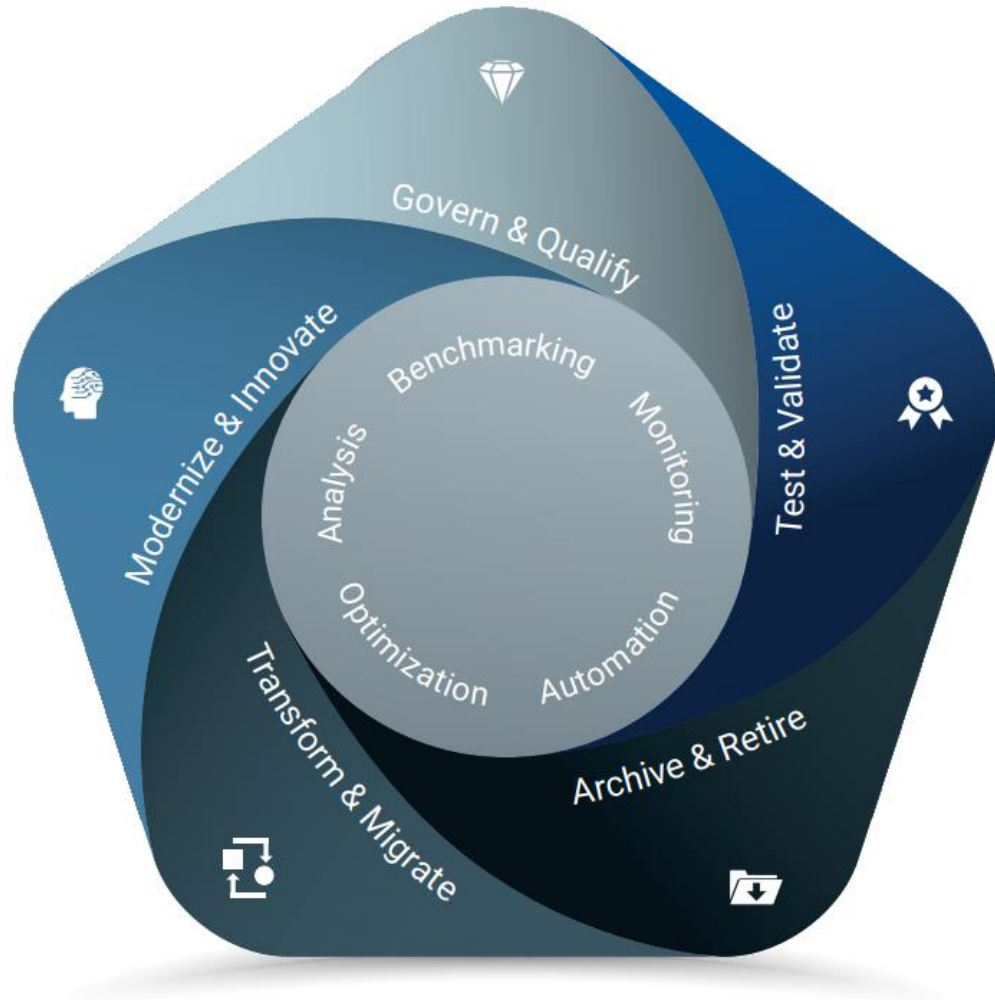 Govern & Qualify
Test & Validate
Archive & Retire
Transform & Migrate
Modernize & Innovate
Benchmarking
Monitoring
Automation
Optimization
Analysis